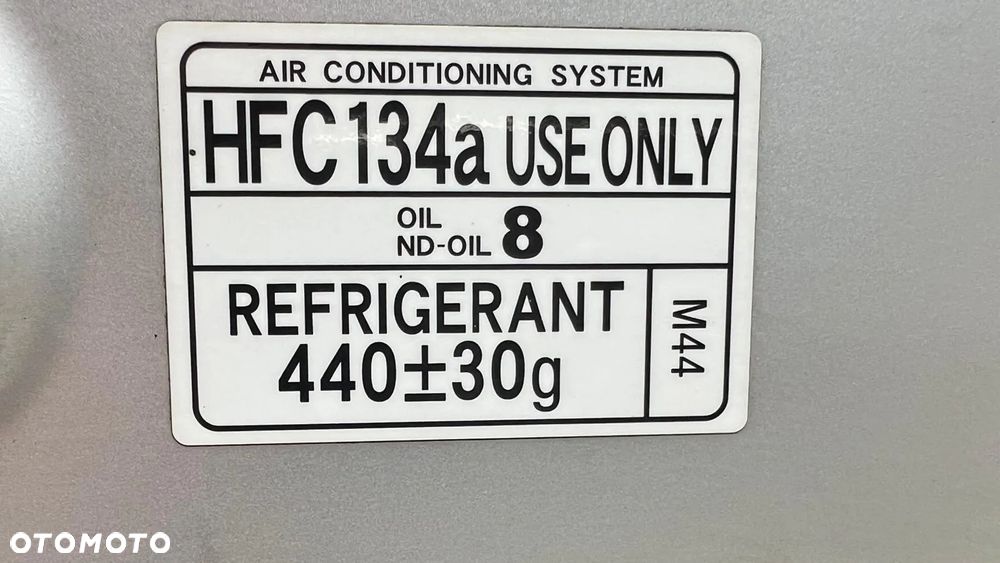 AIR CONDITIONING SYSTEM
HFC134a USE ONLY
OIL
ND-OIL 8
REFRIGERANT
440±30g
M44
OTOMOTO